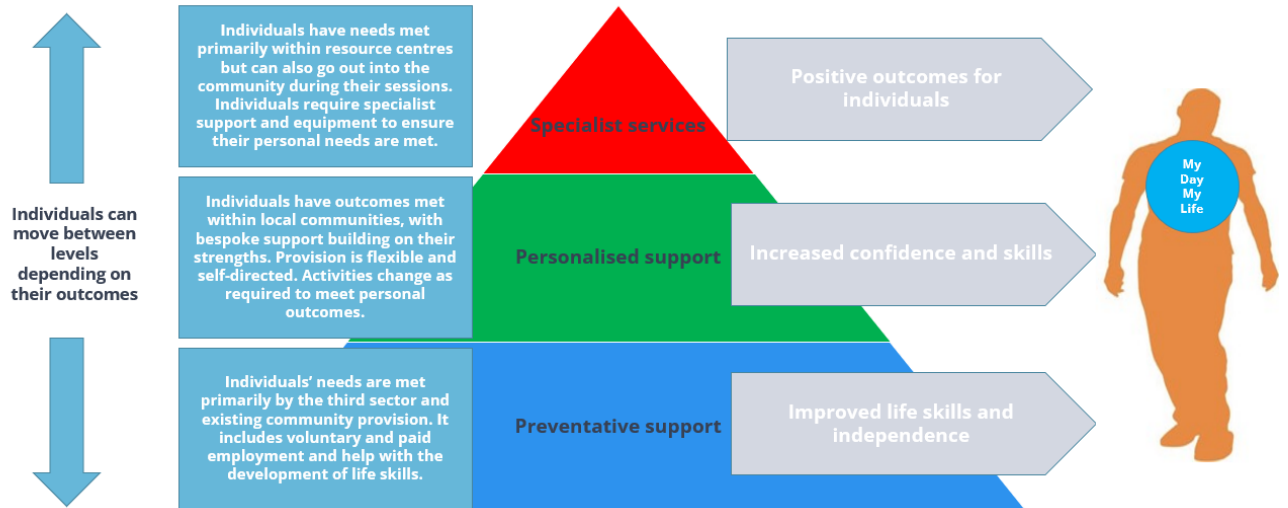 Individuals can
move between
levels
depending on
their outcomes
Individuals have needs met
primarily within resource centres
but can also go out into the
community during their sessions.
Individuals require specialist
support and equipment to ensure
their personal needs are met.
Specialist services
Positive outcomes for
individuals
Individuals have outcomes met
within local communities, with
bespoke support building on their
strengths. Provision is flexible and
self-directed. Activities change as
required to meet personal
outcomes.
Personalised support
Increased confidence and skills
Individuals’ needs are met
primarily by the third sector and
existing community provision. It
includes voluntary and paid
employment and help with the
development of life skills.
Preventative support
Improved life skills and
independence
My
Day
My
Life